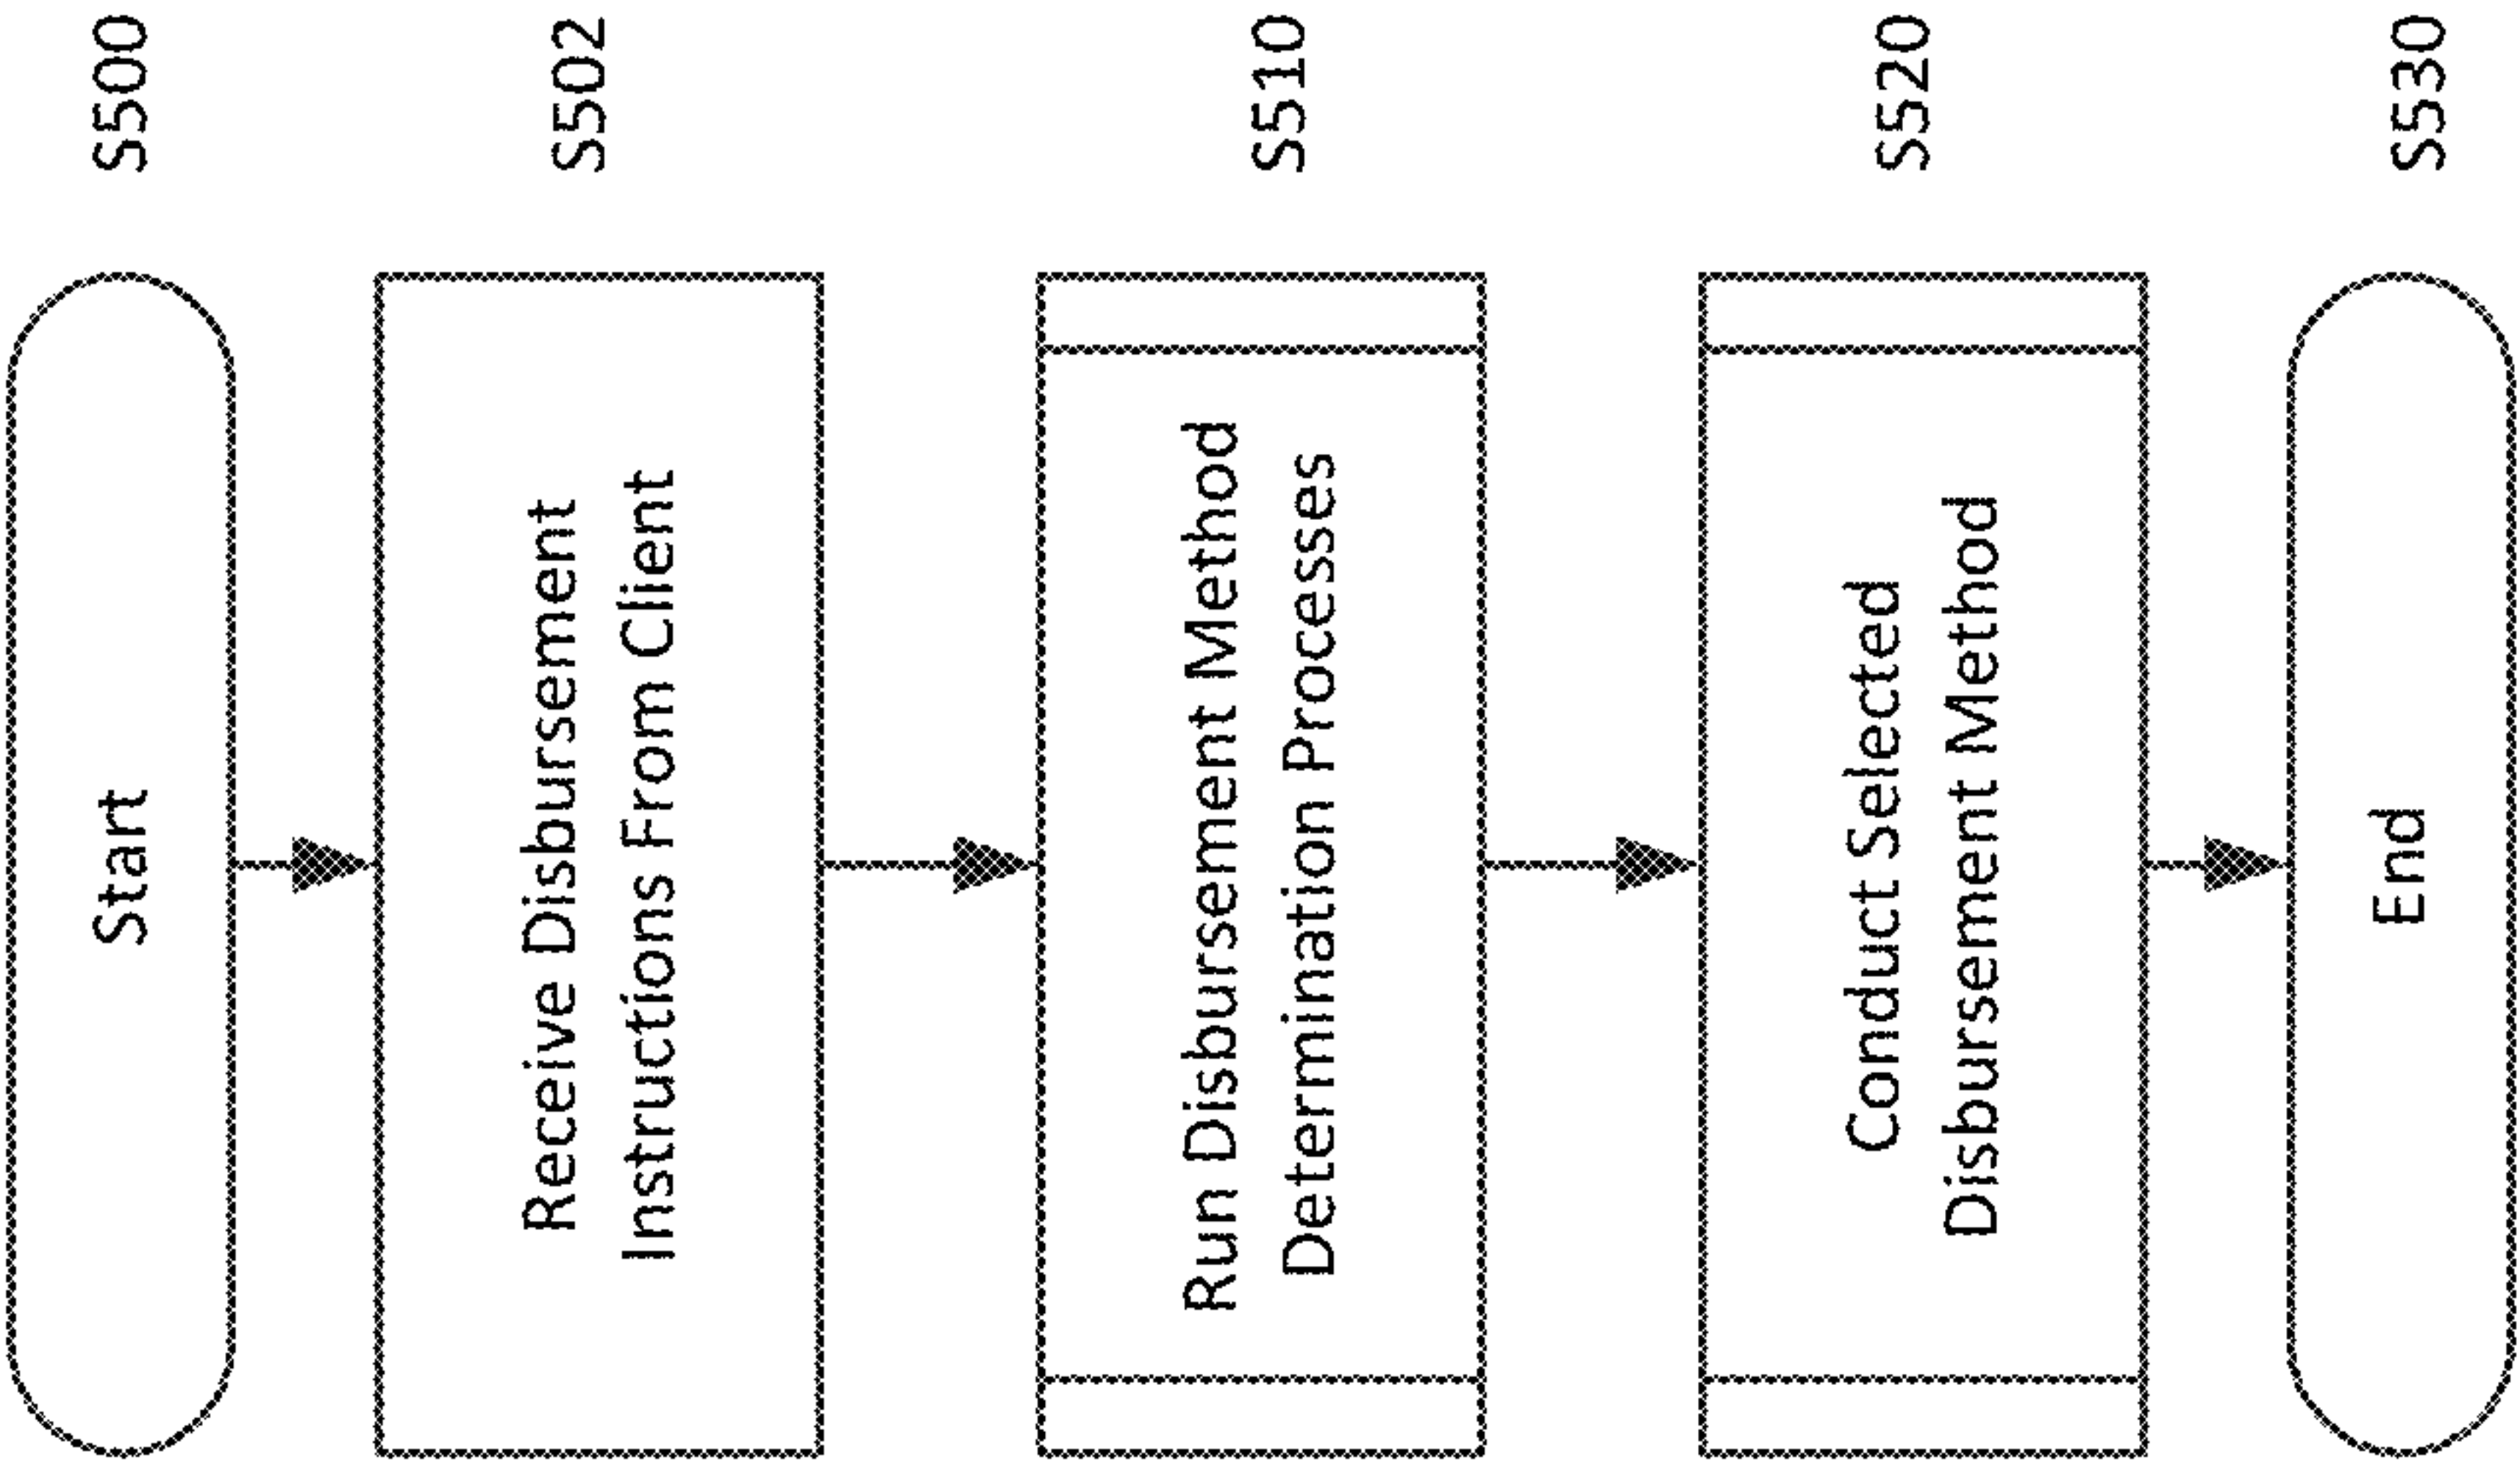 Start
S500
Receive Disbursement
Instructions From Client
S502
Run Disbursement Method
Determination Processes
S510
Conduct Selected
Disbursement Method
S520
End
S530